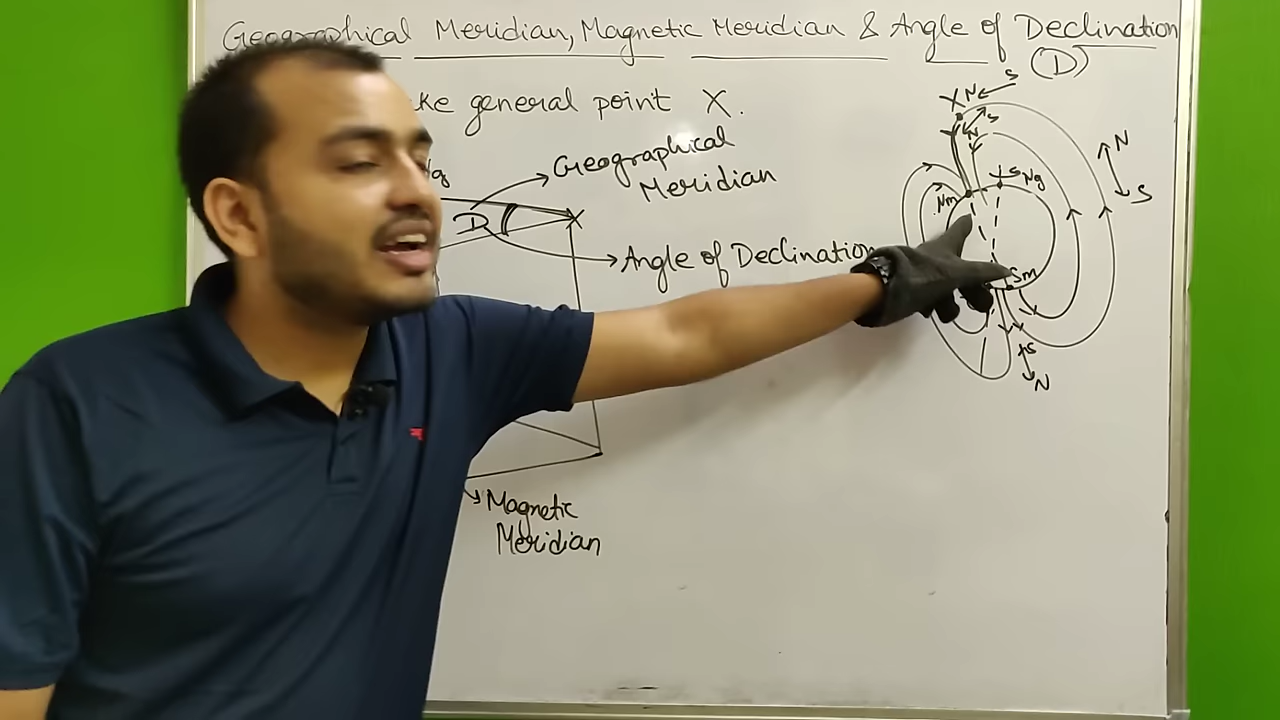 Geographical Meridian, Magnetic Meridian & Angle of Declination
(D)
general point X.
Geographical
Meridian
D
X
Angle of Declination
Magnetic
Meridian
X N S
S
N
S Ng
Nm
N
S
Sm
S
N